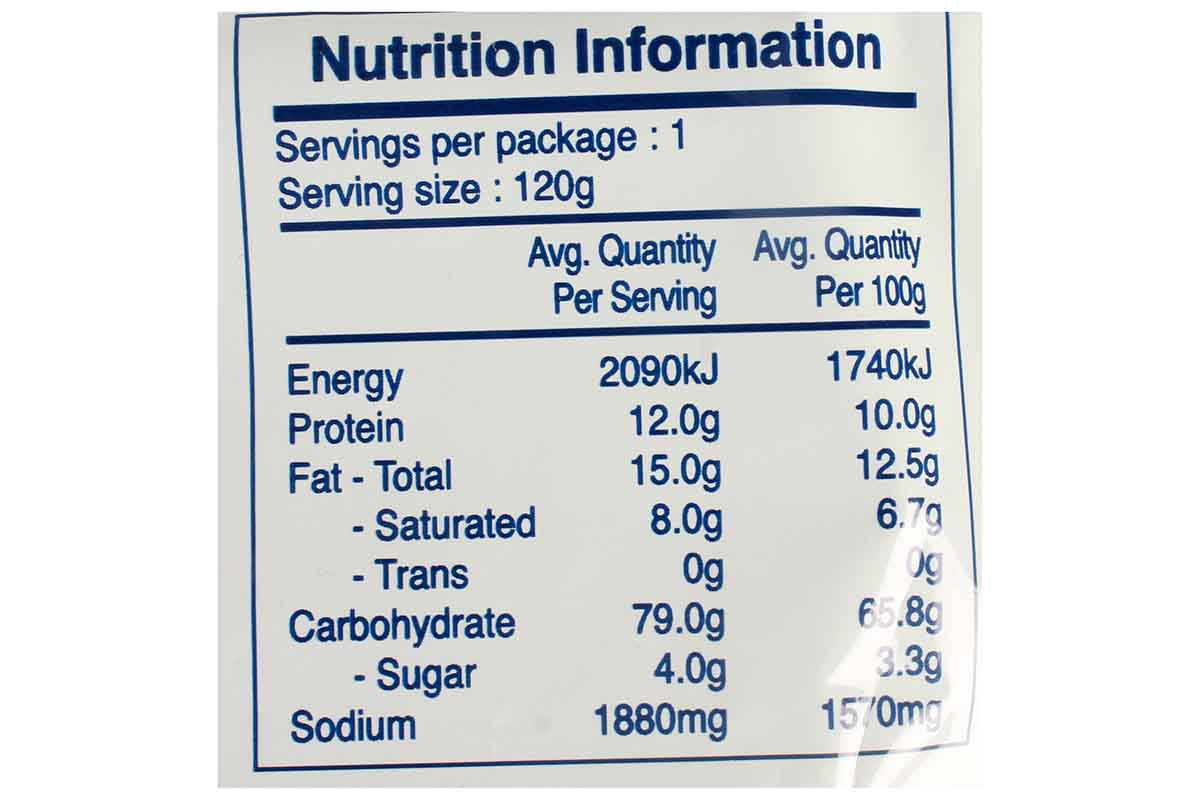 Nutrition Information
Servings per package : 1
Serving size : 120g
Avg. Quantity Avg. Quantity
Per Serving Per 100g
Energy 2090kJ 1740kJ
Protein 12.0g 10.0g
Fat - Total 15.0g 12.5g
- Saturated 8.0g 6.7g
- Trans 0g 0g
Carbohydrate 79.0g 65.8g
- Sugar 4.0g 3.3g
Sodium 1880mg 1570mg